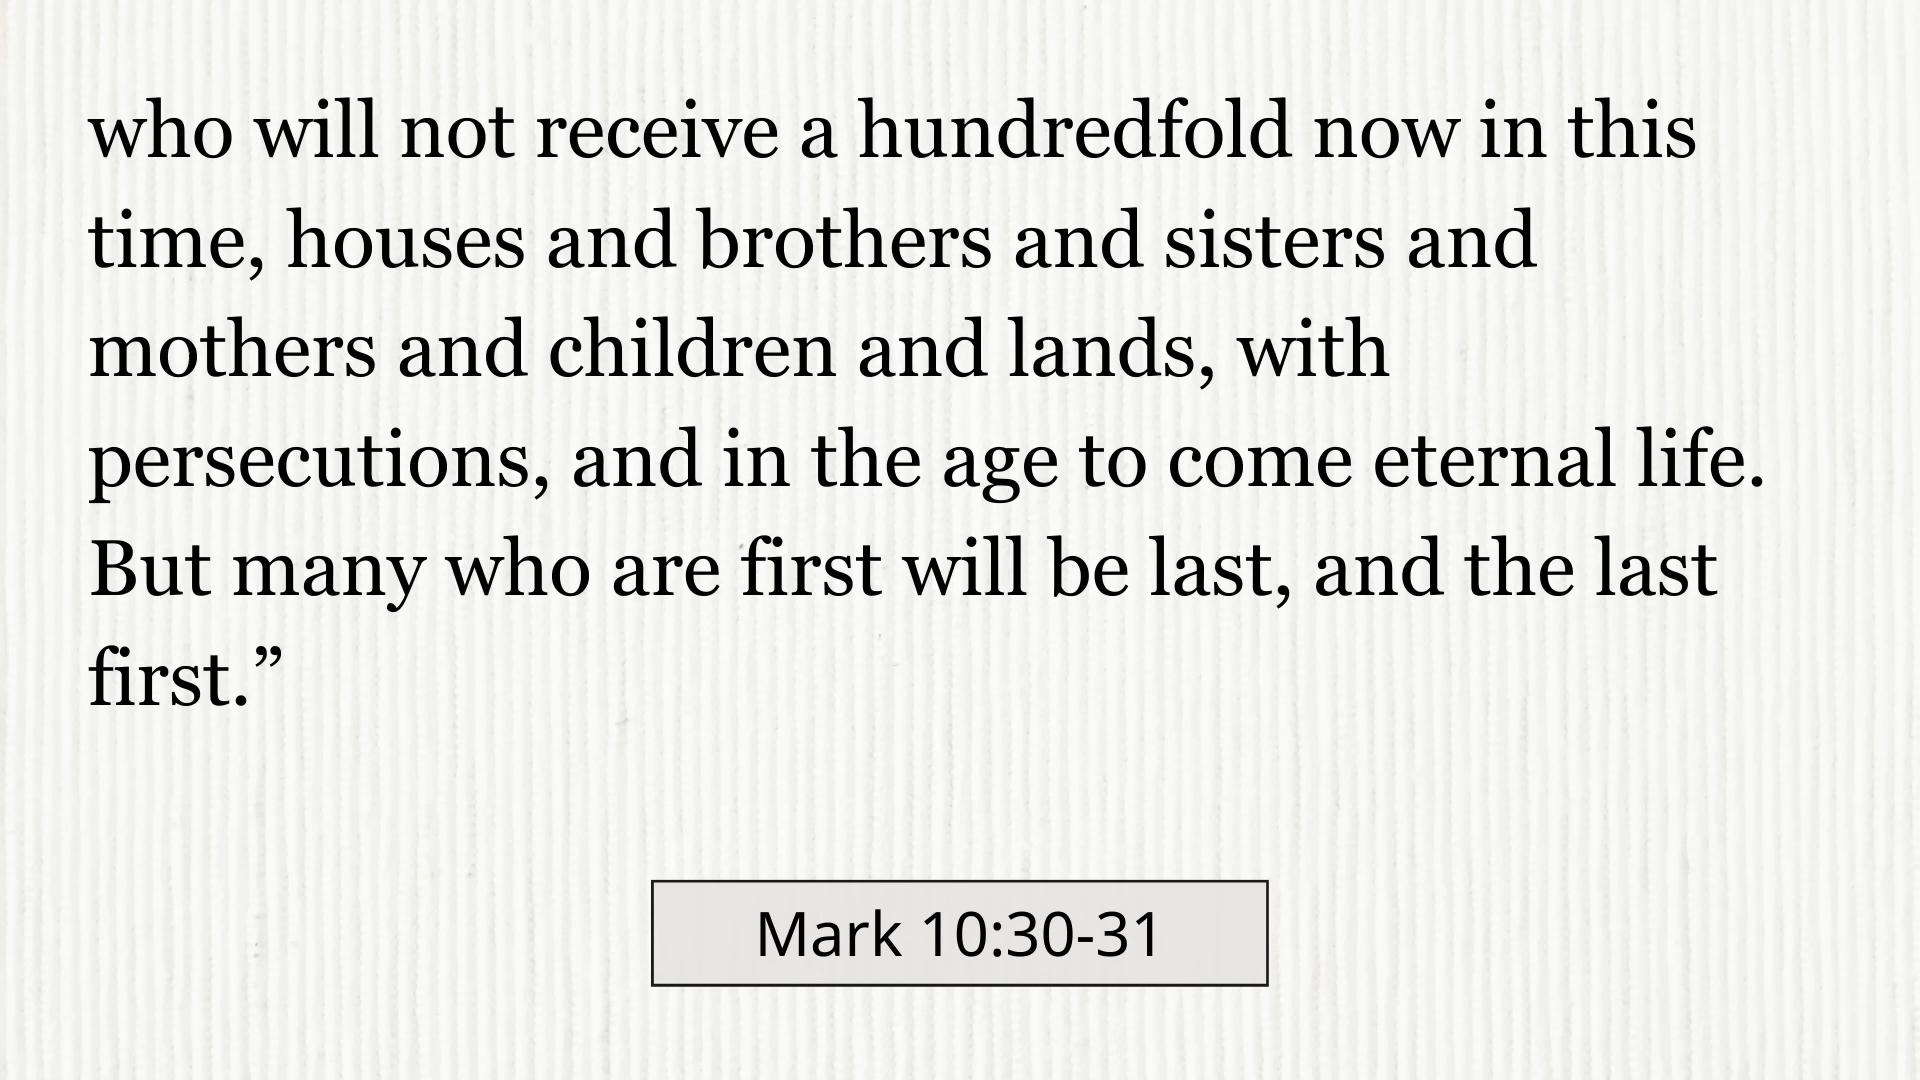 who will not receive a hundredfold now in this
time, houses and brothers and sisters and
mothers and children and lands, with
persecutions, and in the age to come eternal life.
But many who are first will be last, and the last
first.”
Mark 10:30-31